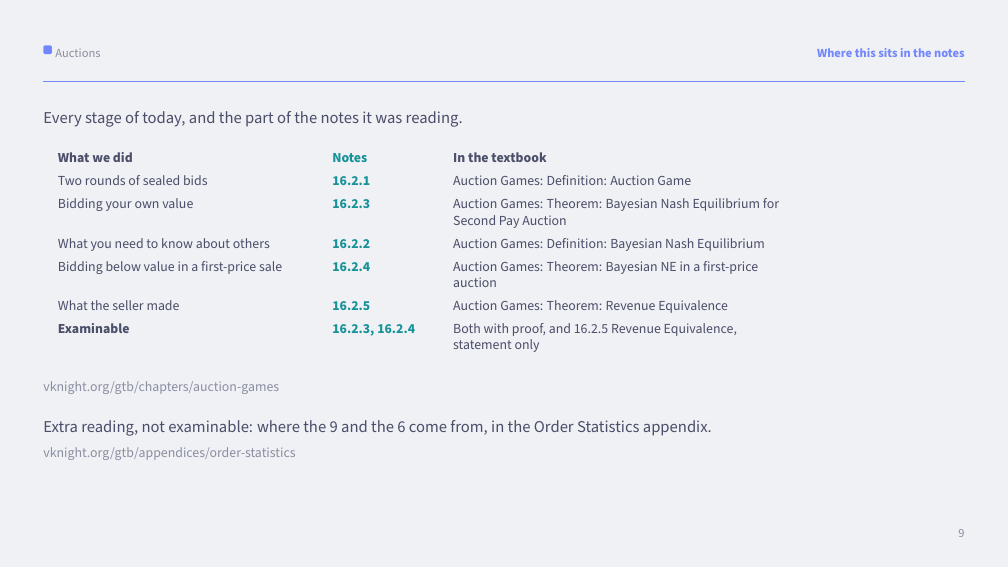 Auctions
Where this sits in the notes
Every stage of today, and the part of the notes it was reading.
What we did Notes In the textbook
Two rounds of sealed bids 16.2.1 Auction Games: Definition: Auction Game
Bidding your own value 16.2.3 Auction Games: Theorem: Bayesian Nash Equilibrium for
Second Pay Auction
What you need to know about others 16.2.2 Auction Games: Definition: Bayesian Nash Equilibrium
Bidding below value in a first-price sale 16.2.4 Auction Games: Theorem: Bayesian NE in a first-price
auction
What the seller made 16.2.5 Auction Games: Theorem: Revenue Equivalence
Examinable 16.2.3, 16.2.4 Both with proof, and 16.2.5 Revenue Equivalence,
statement only
vknight.org/gtb/chapters/auction-games
Extra reading, not examinable: where the 9 and the 6 come from, in the Order Statistics appendix.
vknight.org/gtb/appendices/order-statistics
9